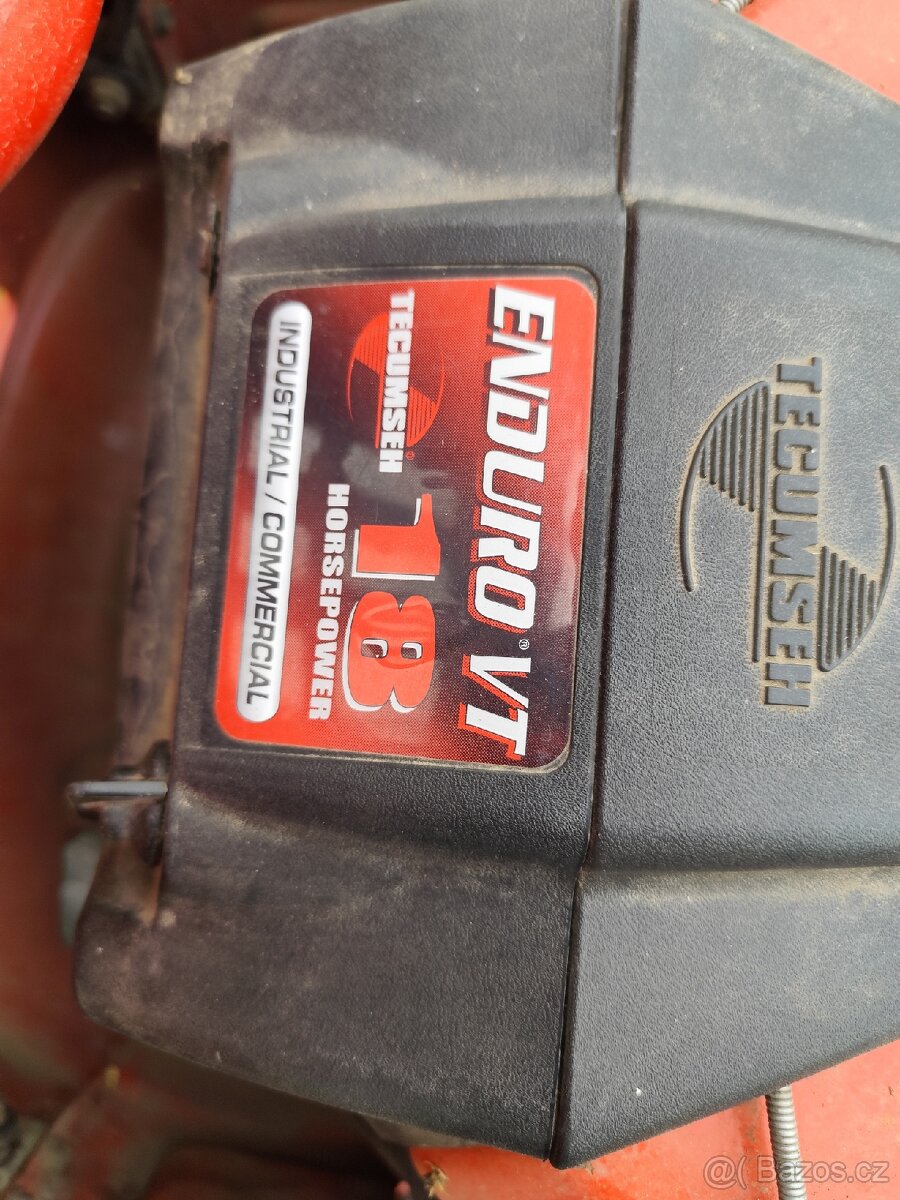 ENDURO® VT
TECUMSEH®
18
HORSEPOWER
INDUSTRIAL / COMMERCIAL
TECUMSEH
@( Bazos.cz